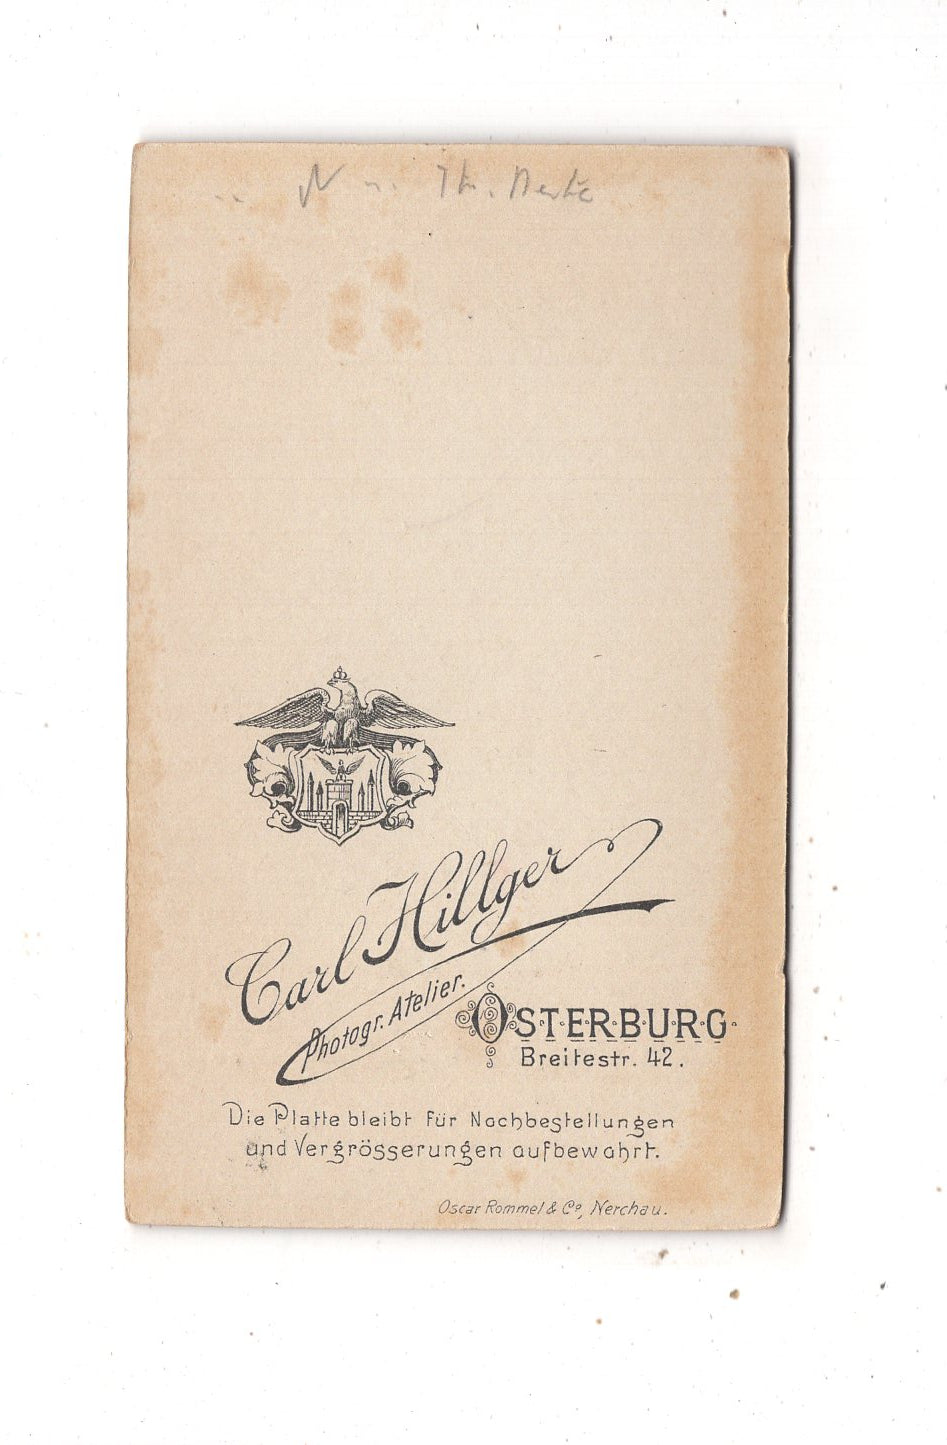 Th.
Carl Hillger
Photogr. Atelier.
OSTERBURG.
Breitestr. 42.
Die Platte bleibt für Nachbestellungen
und Vergrösserungen aufbewahrt.
Oscar Rommel & Co, Nerchau.